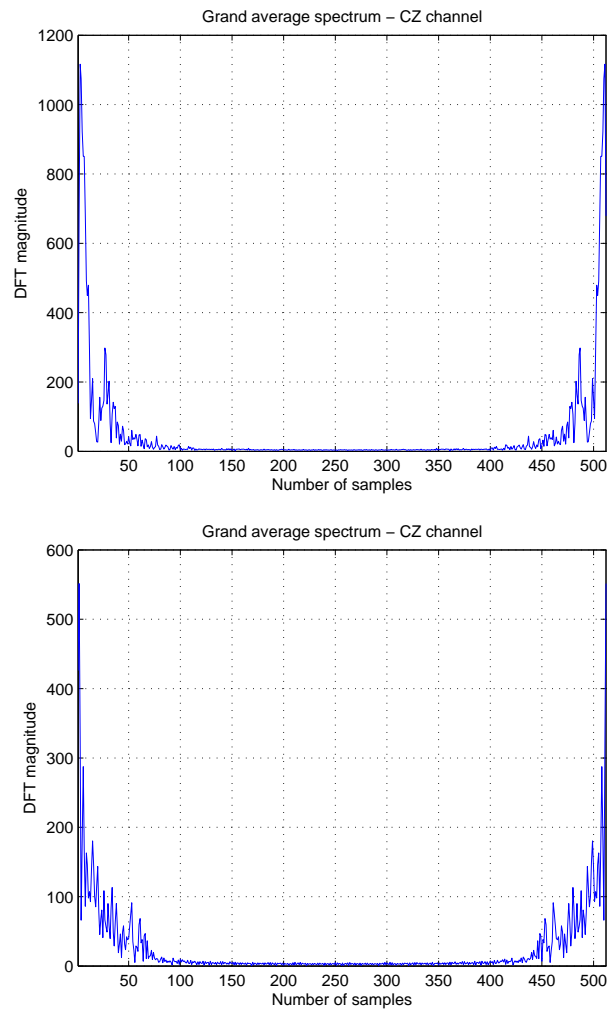 Grand average spectrum – CZ channel
1200
1000
800
600
400
200
0
DFT magnitude
50 100 150 200 250 300 350 400 450 500
Number of samples
Grand average spectrum – CZ channel
600
500
400
300
200
100
0
DFT magnitude
50 100 150 200 250 300 350 400 450 500
Number of samples